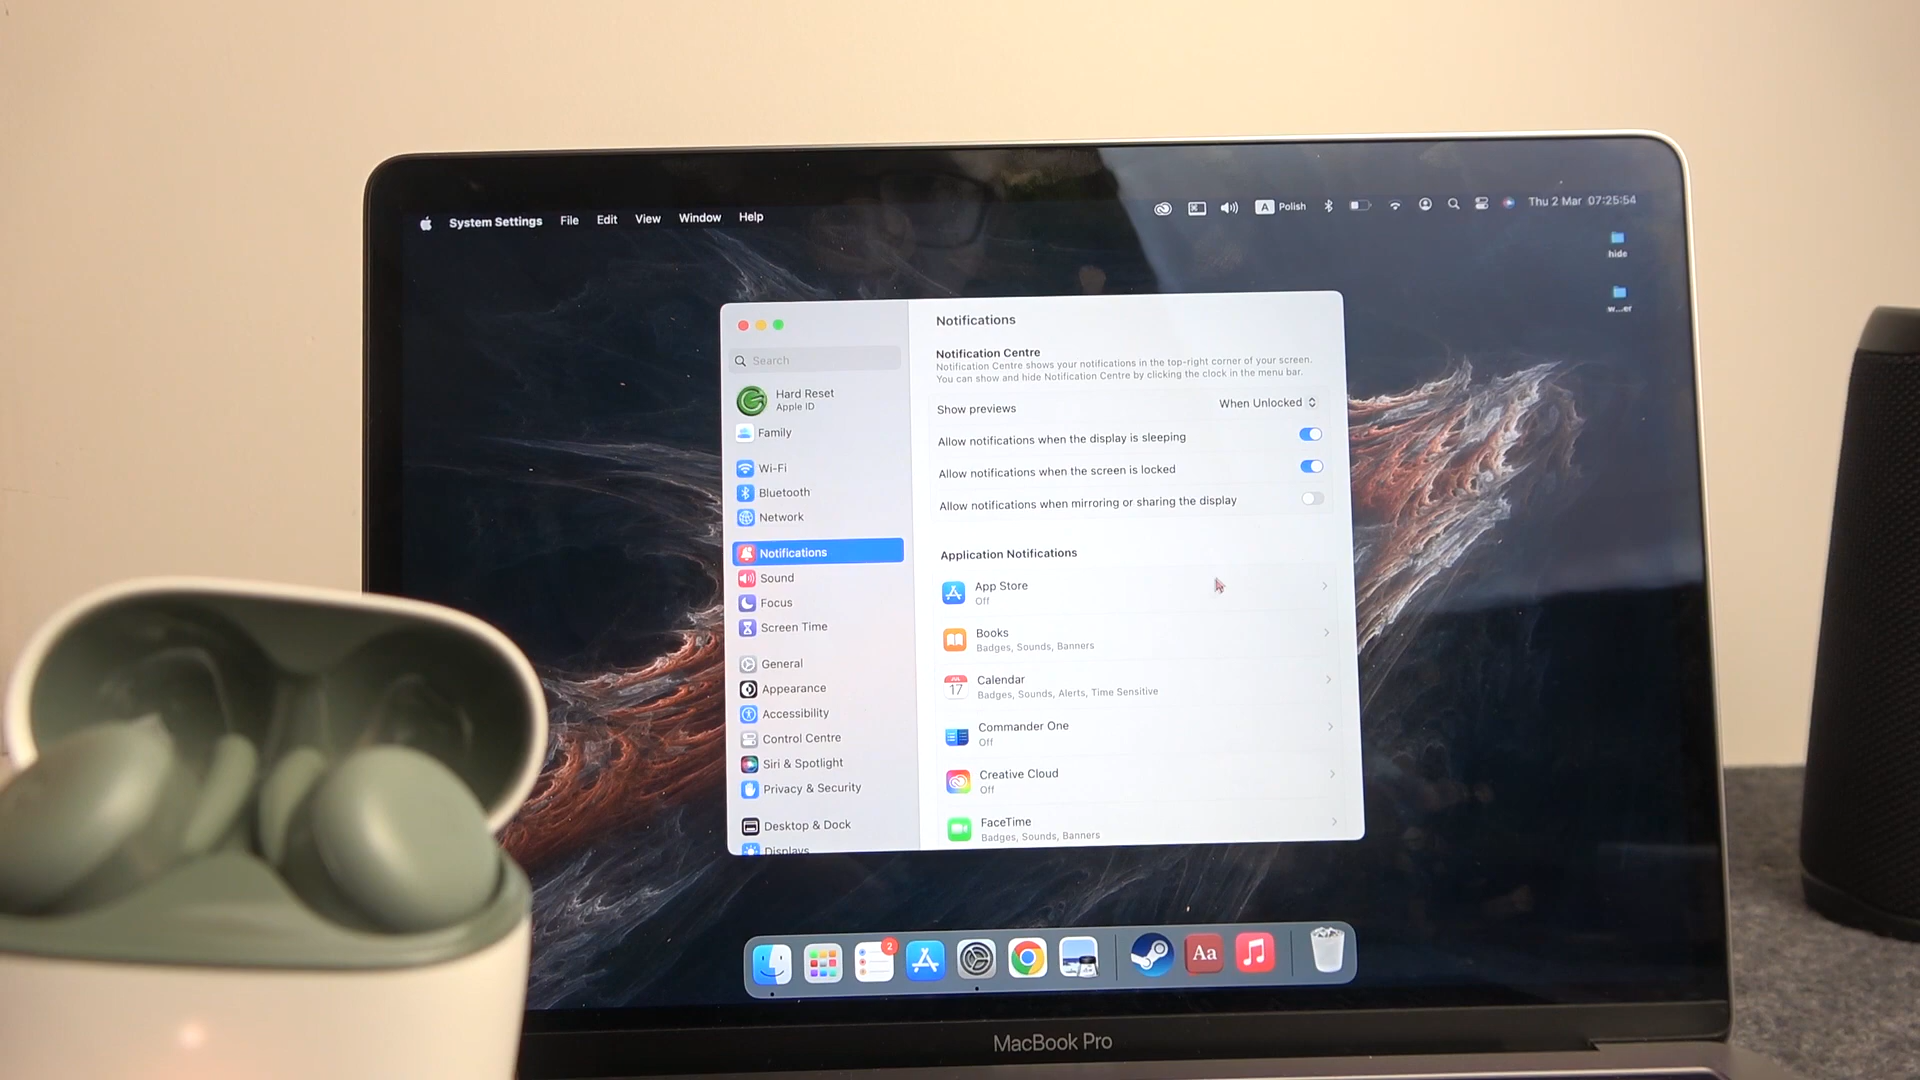 System Settings File Edit View Window Help
A Polish Thu 2 Mar 07:25:54
hide
w...er
Search
Hard Reset
Apple ID
Family
Wi-Fi
Bluetooth
Network
Notifications
Sound
Focus
Screen Time
General
Appearance
Accessibility
Control Centre
Siri & Spotlight
Privacy & Security
Desktop & Dock
Displays
Notifications
Notification Centre
Notification Centre shows your notifications in the top-right corner of your screen.
You can show and hide Notification Centre by clicking the clock in the menu bar.
Show previews When Unlocked
Allow notifications when the display is sleeping
Allow notifications when the screen is locked
Allow notifications when mirroring or sharing the display
Application Notifications
App Store
Off
Books
Badges, Sounds, Banners
JUL
17
Calendar
Badges, Sounds, Alerts, Time Sensitive
Commander One
Off
Creative Cloud
Off
FaceTime
Badges, Sounds, Banners
2
Aa
MacBook Pro